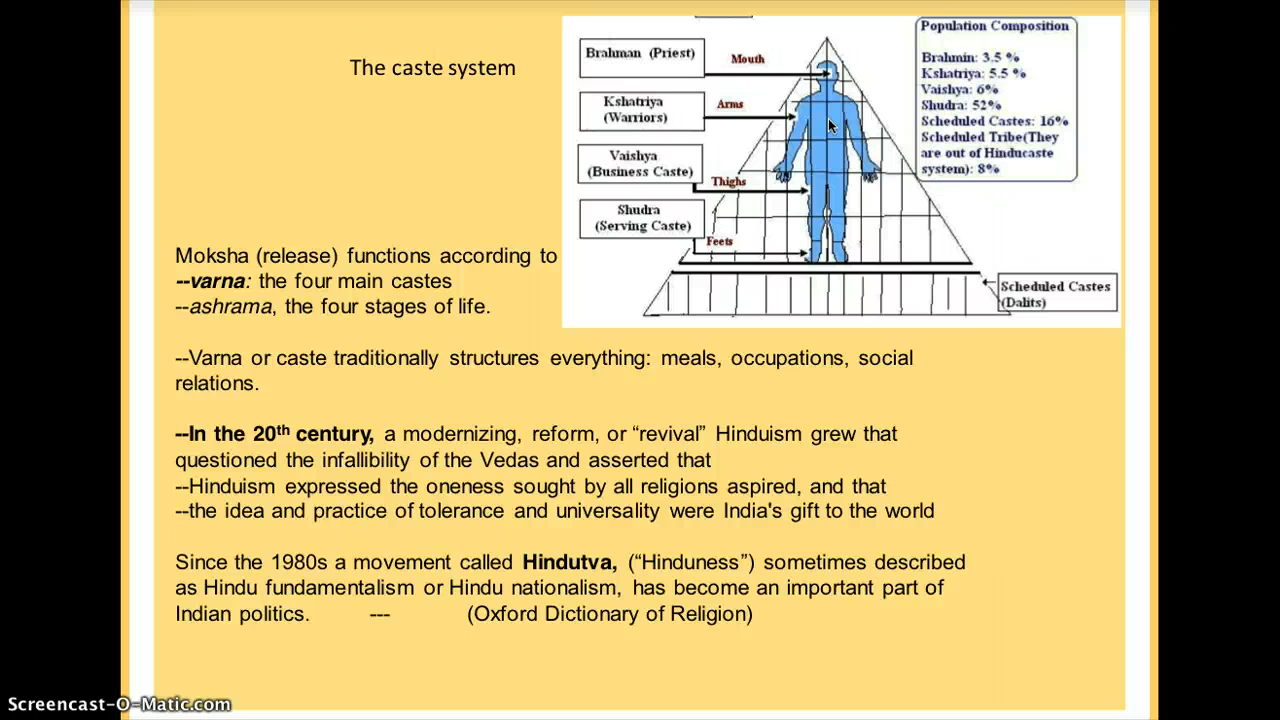 The caste system
Brahman (Priest)
Mouth
Kshatriya
(Warriors)
Arms
Vaishya
(Business Caste)
Thighs
Shudra
(Serving Caste)
Feets
Population Composition
Brahmin: 3.5 %
Kshatriya: 5.5 %
Vaishya: 6%
Shudra: 52%
Scheduled Castes: 16%
Scheduled Tribe(They
are out of Hinducaste
system): 8%
Scheduled Castes
(Dalits)
Moksha (release) functions according to
--varna: the four main castes
--ashrama, the four stages of life.
--Varna or caste traditionally structures everything: meals, occupations, social
relations.
--In the 20th century, a modernizing, reform, or “revival” Hinduism grew that
questioned the infallibility of the Vedas and asserted that
--Hinduism expressed the oneness sought by all religions aspired, and that
--the idea and practice of tolerance and universality were India's gift to the world
Since the 1980s a movement called Hindutva, (“Hinduness”) sometimes described
as Hindu fundamentalism or Hindu nationalism, has become an important part of
Indian politics. --- (Oxford Dictionary of Religion)
Screencast-O-Matic.com